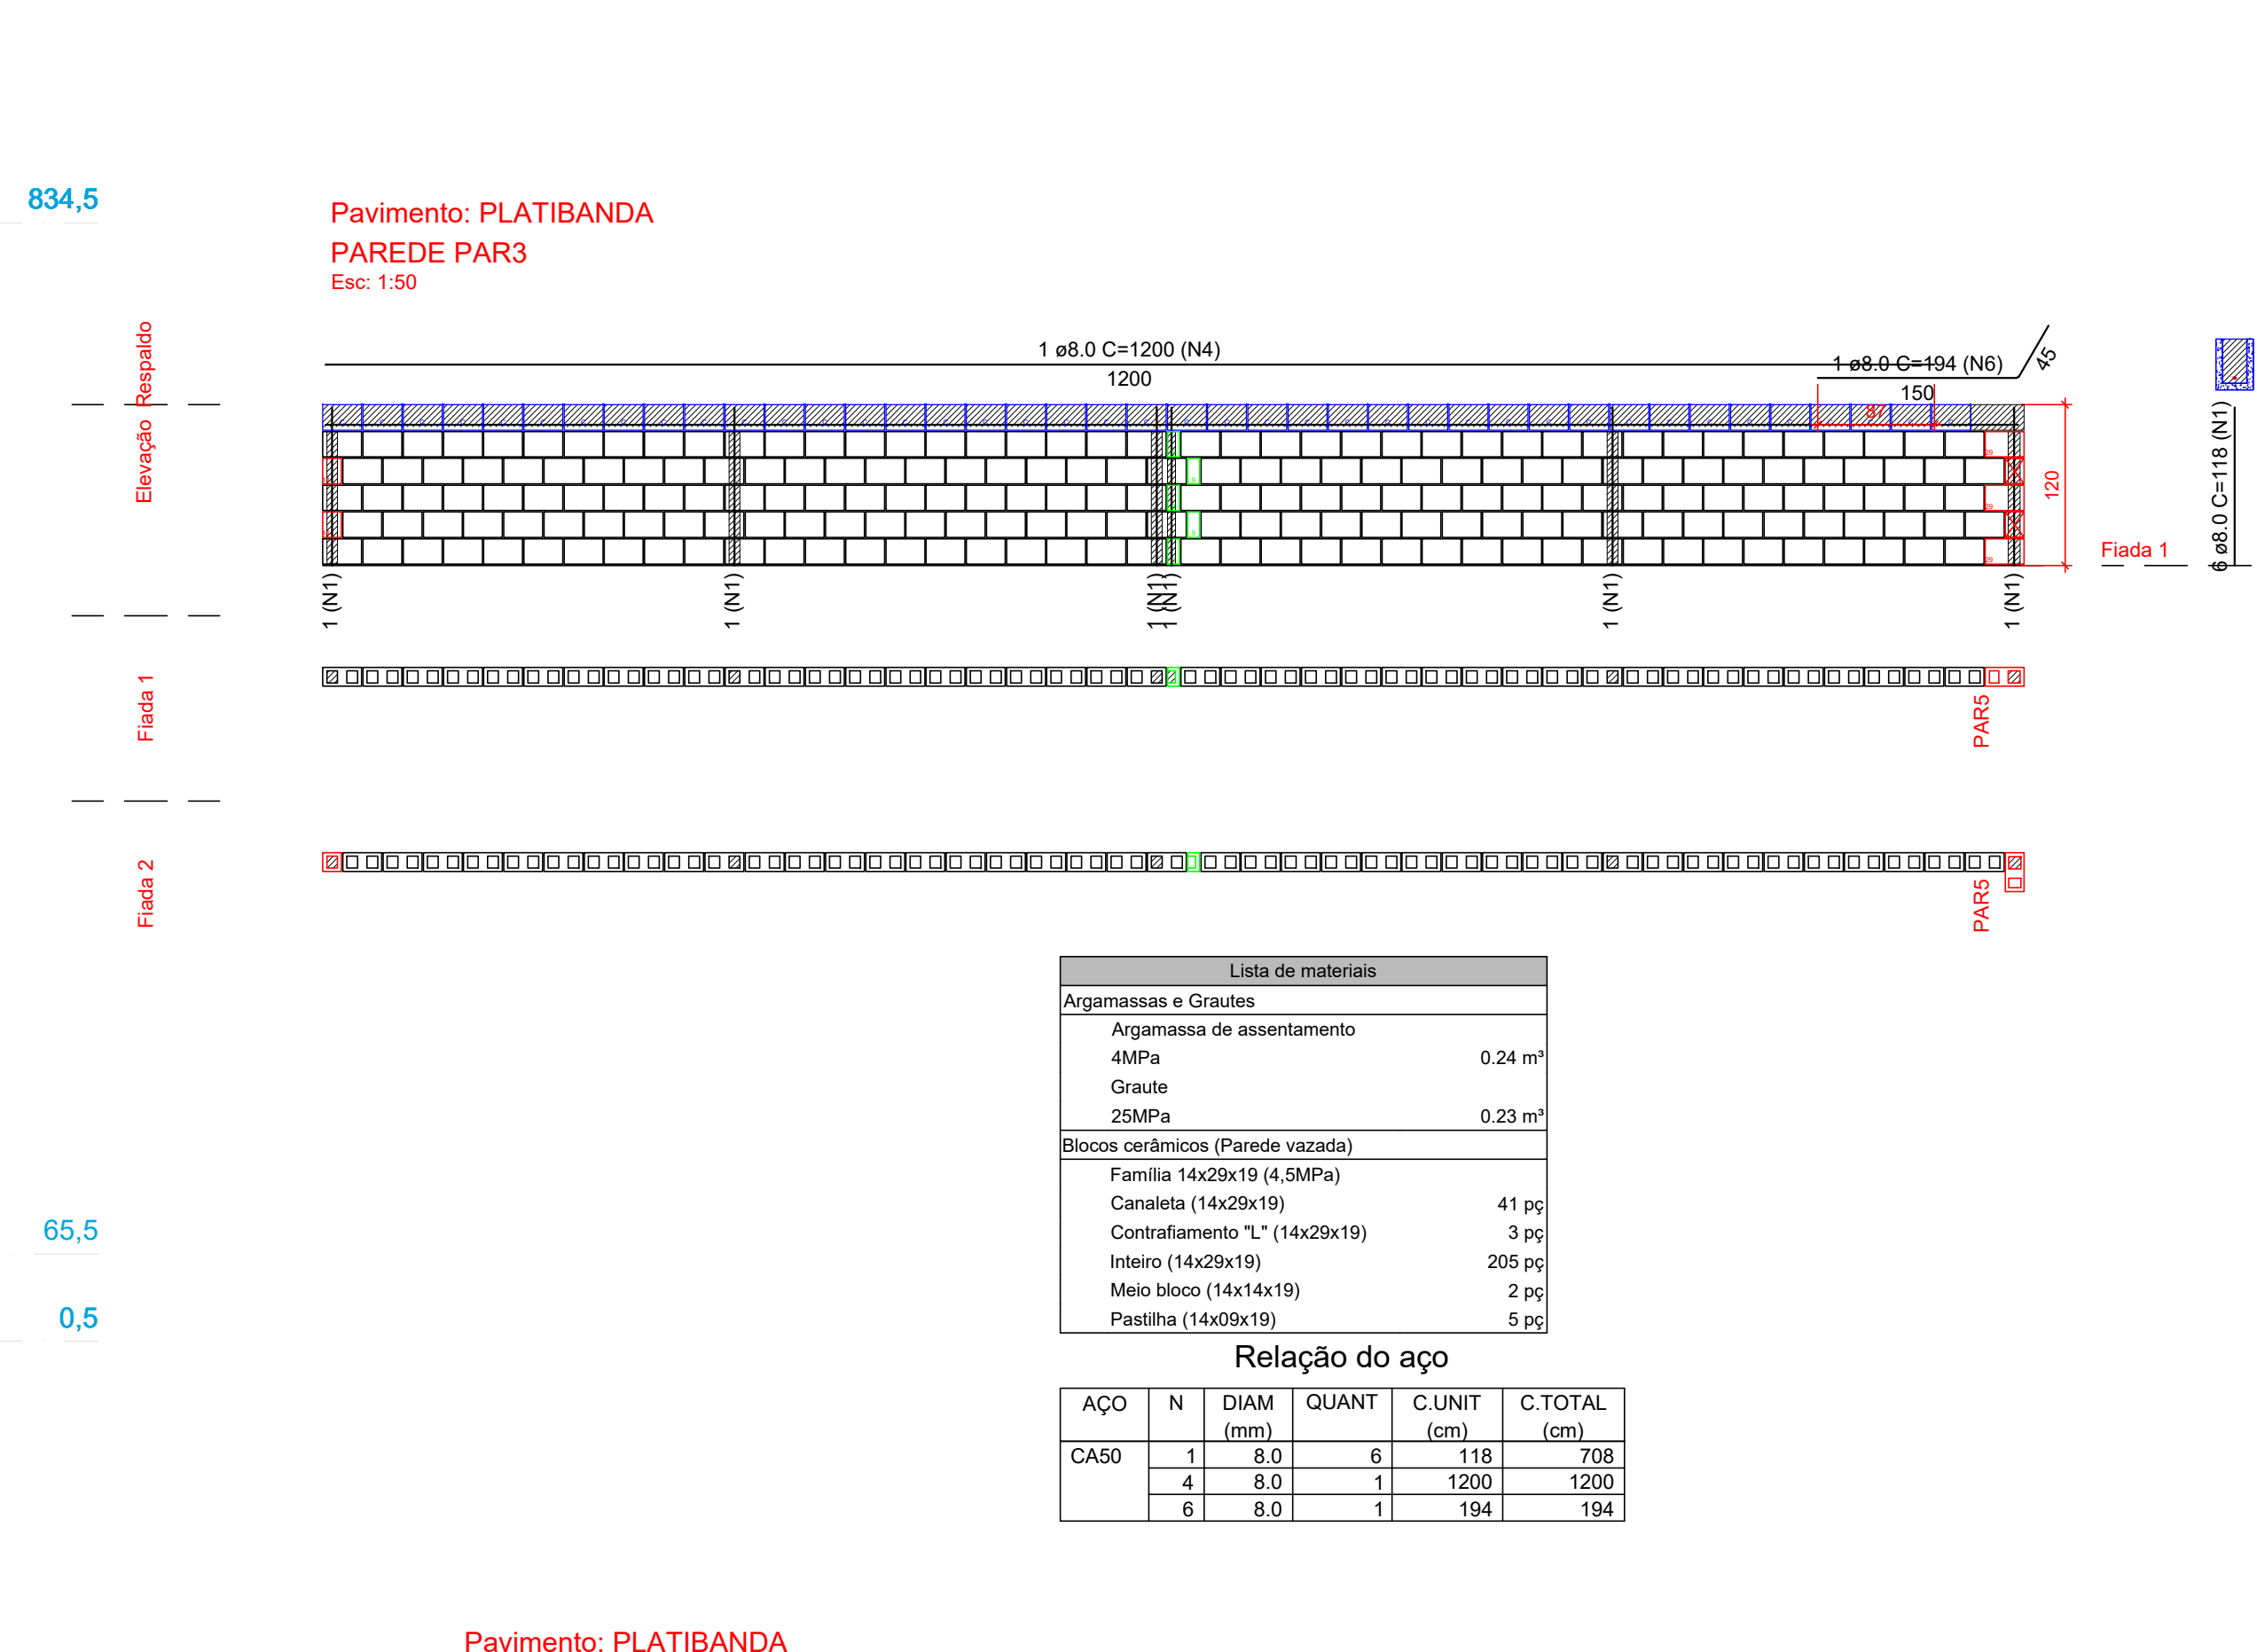 834,5
Pavimento: PLATIBANDA
PAREDE PAR3
Esc: 1:50
Elevação Respaldo
1 ø8.0 C=1200 (N4)
1200
1 ø8.0 C=194 (N6)
45
150
87
120
6 ø8.0 C=118 (N1)
Fiada 1
29
29
29
1 (N1)
1 (N1)
1 (N1)
1 (N1)
1 (N1)
1 (N1)
Fiada 1
PAR5
Fiada 2
PAR5
Lista de materiais
Argamassas e Grautes
Argamassa de assentamento
4MPa 0.24 m³
Graute
25MPa 0.23 m³
Blocos cerâmicos (Parede vazada)
Família 14x29x19 (4,5MPa)
Canaleta (14x29x19) 41 pç
Contrafiamento "L" (14x29x19) 3 pç
Inteiro (14x29x19) 205 pç
Meio bloco (14x14x19) 2 pç
Pastilha (14x09x19) 5 pç
65,5
0,5
Relação do aço
AÇO N DIAM QUANT C.UNIT C.TOTAL
(mm) (cm) (cm)
CA50 1 8.0 6 118 708
4 8.0 1 1200 1200
6 8.0 1 194 194
Pavimento: PLATIBANDA